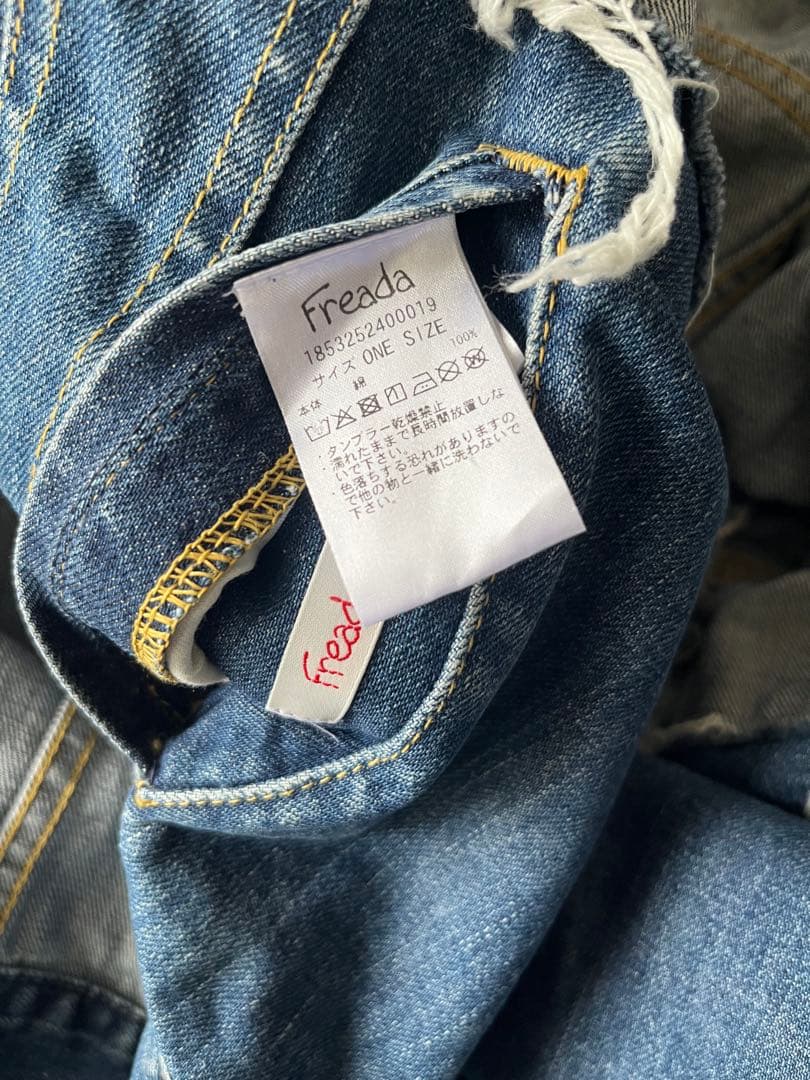 Freada
1853252400019
サイズ ONE SIZE
本体 綿 100%
・タンブラー乾燥禁止
・濡れたままで長時間放置しな
いで下さい。
・色落ちする恐れがありますの
で他の物と一緒に洗わないで
下さい。
Fread